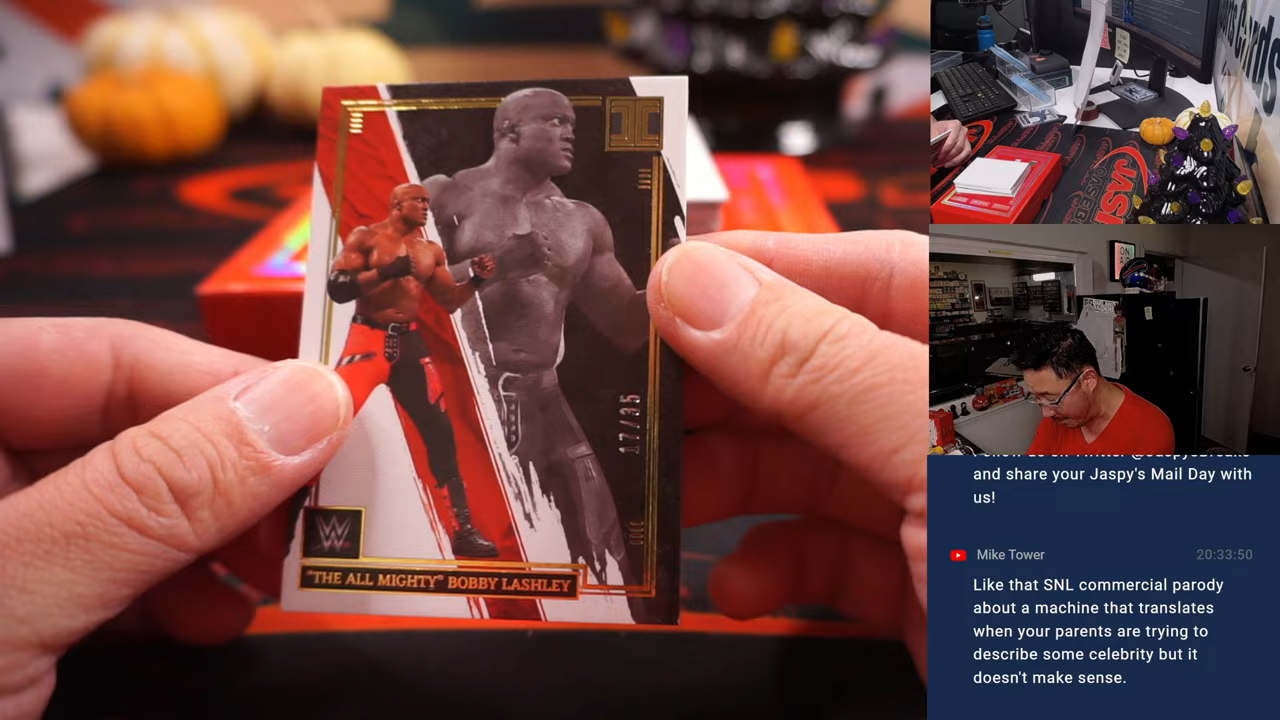 17/35
W
"THE ALL MIGHTY" BOBBY LASHLEY
Cards
JASP
and share your Jaspy's Mail Day with
us!
Mike Tower 20:33:50
Like that SNL commercial parody
about a machine that translates
when your parents are trying to
describe some celebrity but it
doesn't make sense.